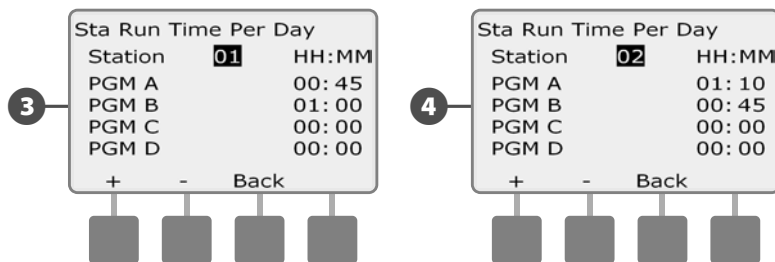 3
Sta Run Time Per Day
Station 01 HH:MM
PGM A 00:45
PGM B 01:00
PGM C 00:00
PGM D 00:00
+ - Back
4
Sta Run Time Per Day
Station 02 HH:MM
PGM A 01:10
PGM B 00:45
PGM C 00:00
PGM D 00:00
+ - Back